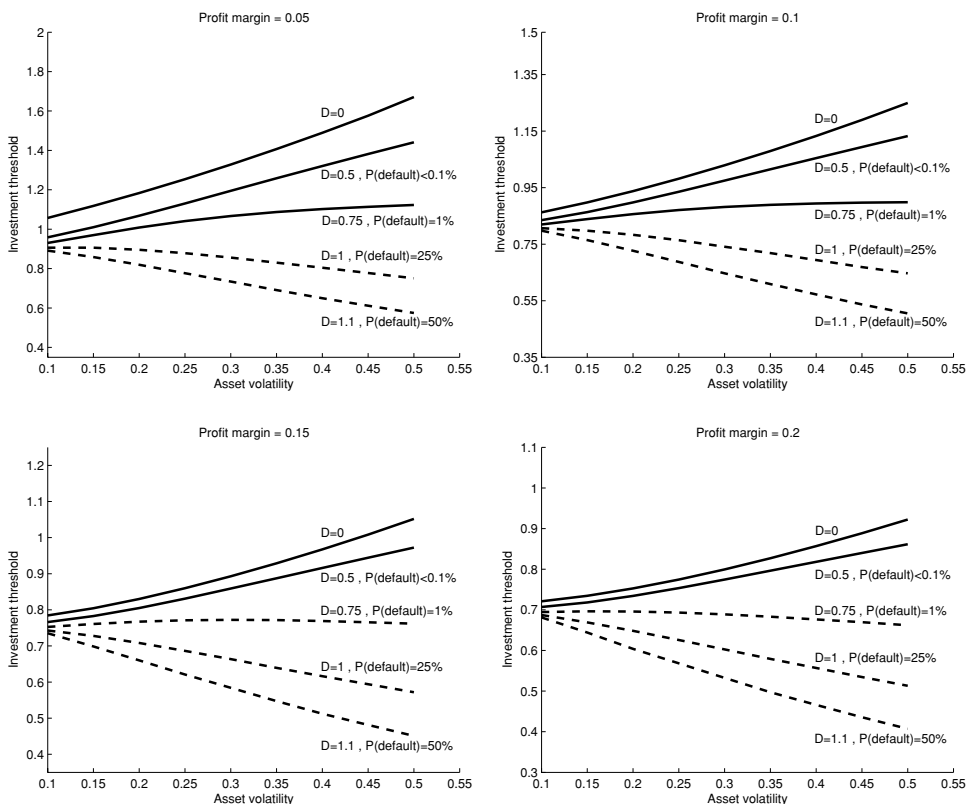 Profit margin = 0.05
2
1.8
1.6
1.4
1.2
1
0.8
0.6
0.4
Investment threshold
D=0
D=0.5 , P(default)<0.1%
D=0.75 , P(default)=1%
D=1 , P(default)=25%
D=1.1 , P(default)=50%
0.1 0.15 0.2 0.25 0.3 0.35 0.4 0.45 0.5 0.55
Asset volatility
Profit margin = 0.1
1.5
1.35
1.15
0.95
0.75
0.55
0.35
Investment threshold
D=0
D=0.5 , P(default)<0.1%
D=0.75 , P(default)=1%
D=1 , P(default)=25%
D=1.1 , P(default)=50%
0.1 0.15 0.2 0.25 0.3 0.35 0.4 0.45 0.5 0.55
Asset volatility
Profit margin = 0.15
1.2
1.1
1
0.9
0.8
0.7
0.6
0.5
0.4
Investment threshold
D=0
D=0.5 , P(default)<0.1%
D=0.75 , P(default)=1%
D=1 , P(default)=25%
D=1.1 , P(default)=50%
0.1 0.15 0.2 0.25 0.3 0.35 0.4 0.45 0.5 0.55
Asset volatility
Profit margin = 0.2
1.1
1
0.9
0.8
0.7
0.6
0.5
0.4
0.3
Investment threshold
D=0
D=0.5 , P(default)<0.1%
D=0.75 , P(default)=1%
D=1 , P(default)=25%
D=1.1 , P(default)=50%
0.1 0.15 0.2 0.25 0.3 0.35 0.4 0.45 0.5 0.55
Asset volatility